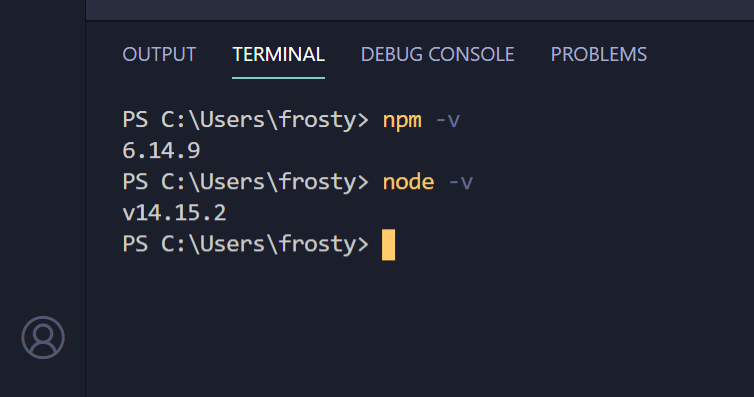 OUTPUT TERMINAL DEBUG CONSOLE PROBLEMS
PS C:\Users\frosty> npm -v
6.14.9
PS C:\Users\frosty> node -v
v14.15.2
PS C:\Users\frosty>